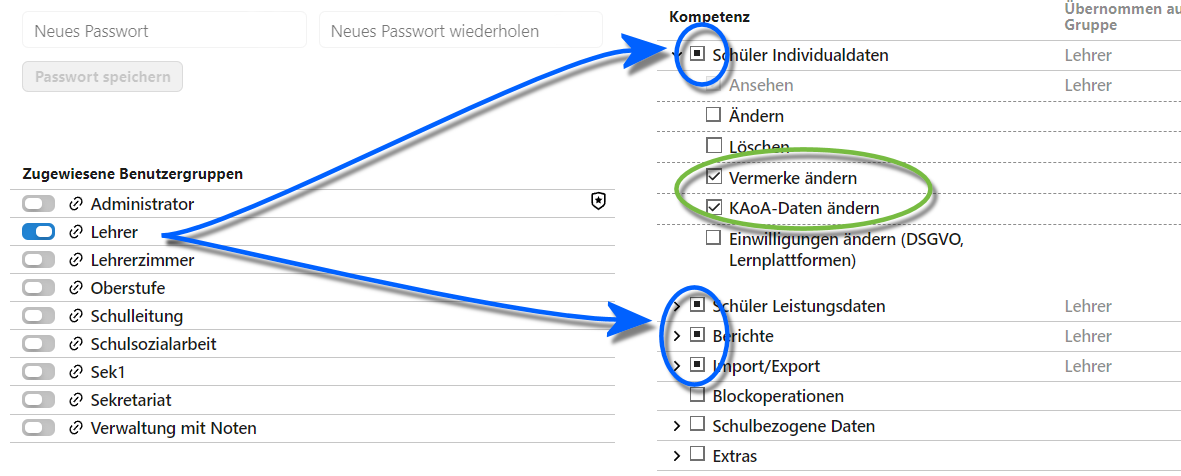 Neues Passwort
Neues Passwort wiederholen
Passwort speichern
Zugewiesene Benutzergruppen
Administrator
Lehrer
Lehrerzimmer
Oberstufe
Schulleitung
Schulsozialarbeit
Sek1
Sekretariat
Verwaltung mit Noten
Kompetenz
Übernommen au
Gruppe
Schüler Individualdaten
Lehrer
Ansehen
Lehrer
Ändern
Löschen
Vermerke ändern
KAoA-Daten ändern
Einwilligungen ändern (DSGVO,
Lernplattformen)
Schüler Leistungsdaten
Lehrer
Berichte
Lehrer
Import/Export
Lehrer
Blockoperationen
Schulbezogene Daten
Extras